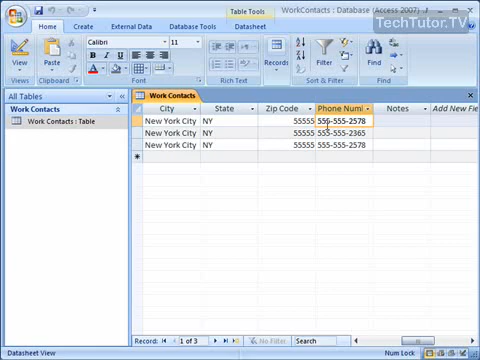 Table Tools
WorkContacts : Database (Access 2007)
TechTutor.TV
Home
Create
External Data
Database Tools
Datasheet
View
Paste
Calibri
11
B
I
U
A
Records
Filter
Find
Views
Clipboard
Font
Rich Text
Sort & Filter
Find
All Tables
Work Contacts
Work Contacts
Work Contacts : Table
City
State
Zip Code
Phone Numl
Notes
Add New Fie
New York City
NY
55555
555-555-2578
New York City
NY
55555
555-555-2365
New York City
NY
55555
555-555-2578
Record:
1 of 3
No Filter
Search
Datasheet View
Num Lock